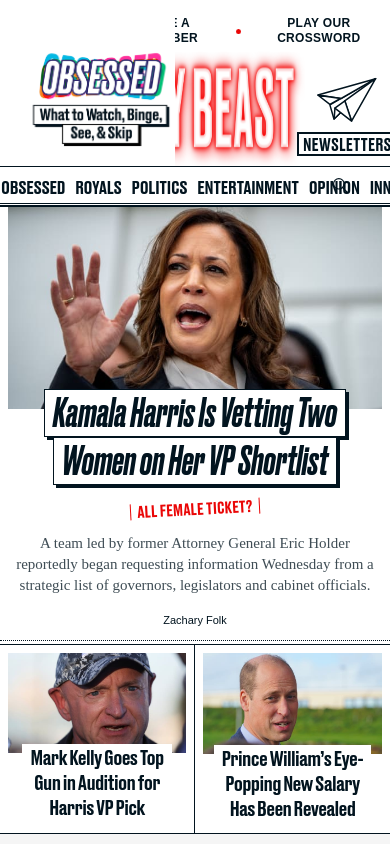 E A
BER
PLAY OUR
CROSSWORD
OBSESSED
What to Watch, Binge,
See, & Skip
Y BEAST
NEWSLETTERS
OBSESSED ROYALS POLITICS ENTERTAINMENT OPINION INN
Kamala Harris Is Vetting Two
Women on Her VP Shortlist
ALL FEMALE TICKET?
A team led by former Attorney General Eric Holder
reportedly began requesting information Wednesday from a
strategic list of governors, legislators and cabinet officials.
Zachary Folk
Mark Kelly Goes Top
Gun in Audition for
Harris VP Pick
Prince William’s Eye-
Popping New Salary
Has Been Revealed